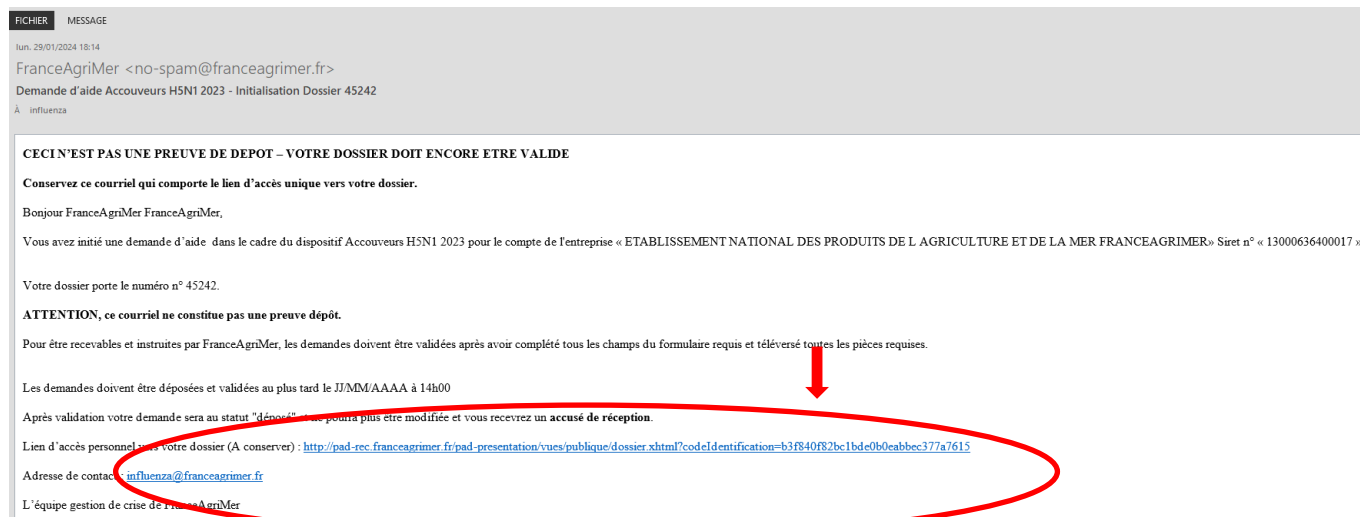 FICHIER MESSAGE
lun. 29/01/2024 18:14
FranceAgriMer <no-spam@franceagrimer.fr>
Demande d'aide Accouveurs H5N1 2023 - Initialisation Dossier 45242
À influenza
CECI N'EST PAS UNE PREUVE DE DEPOT – VOTRE DOSSIER DOIT ENCORE ETRE VALIDE
Conservez ce courriel qui comporte le lien d'accès unique vers votre dossier.
Bonjour FranceAgriMer FranceAgriMer,
Vous avez initié une demande d'aide dans le cadre du dispositif Accouveurs H5N1 2023 pour le compte de l'entreprise « ETABLISSEMENT NATIONAL DES PRODUITS DE L AGRICULTURE ET DE LA MER FRANCEAGRIMER» Siret n° « 13000636400017 »
Votre dossier porte le numéro n° 45242.
ATTENTION, ce courriel ne constitue pas une preuve dépôt.
Pour être recevables et instruites par FranceAgriMer, les demandes doivent être validées après avoir complété tous les champs du formulaire requis et téléversé toutes les pièces requises.
Les demandes doivent être déposées et validées au plus tard le JJ/MM/AAAA à 14h00
Après validation votre demande sera au statut "déposé" et ne pourra plus être modifiée et vous recevrez un accusé de réception.
Lien d'accès personnel vers votre dossier (A conserver) : http://pad-rec.franceagrimer.fr/pad-presentation/vues/publique/dossier.xhtml?codeIdentification=b3f840f82bc1bde0b0eabbec377a7615
Adresse de contact : influenza@franceagrimer.fr
L'équipe gestion de crise de FranceAgriMer